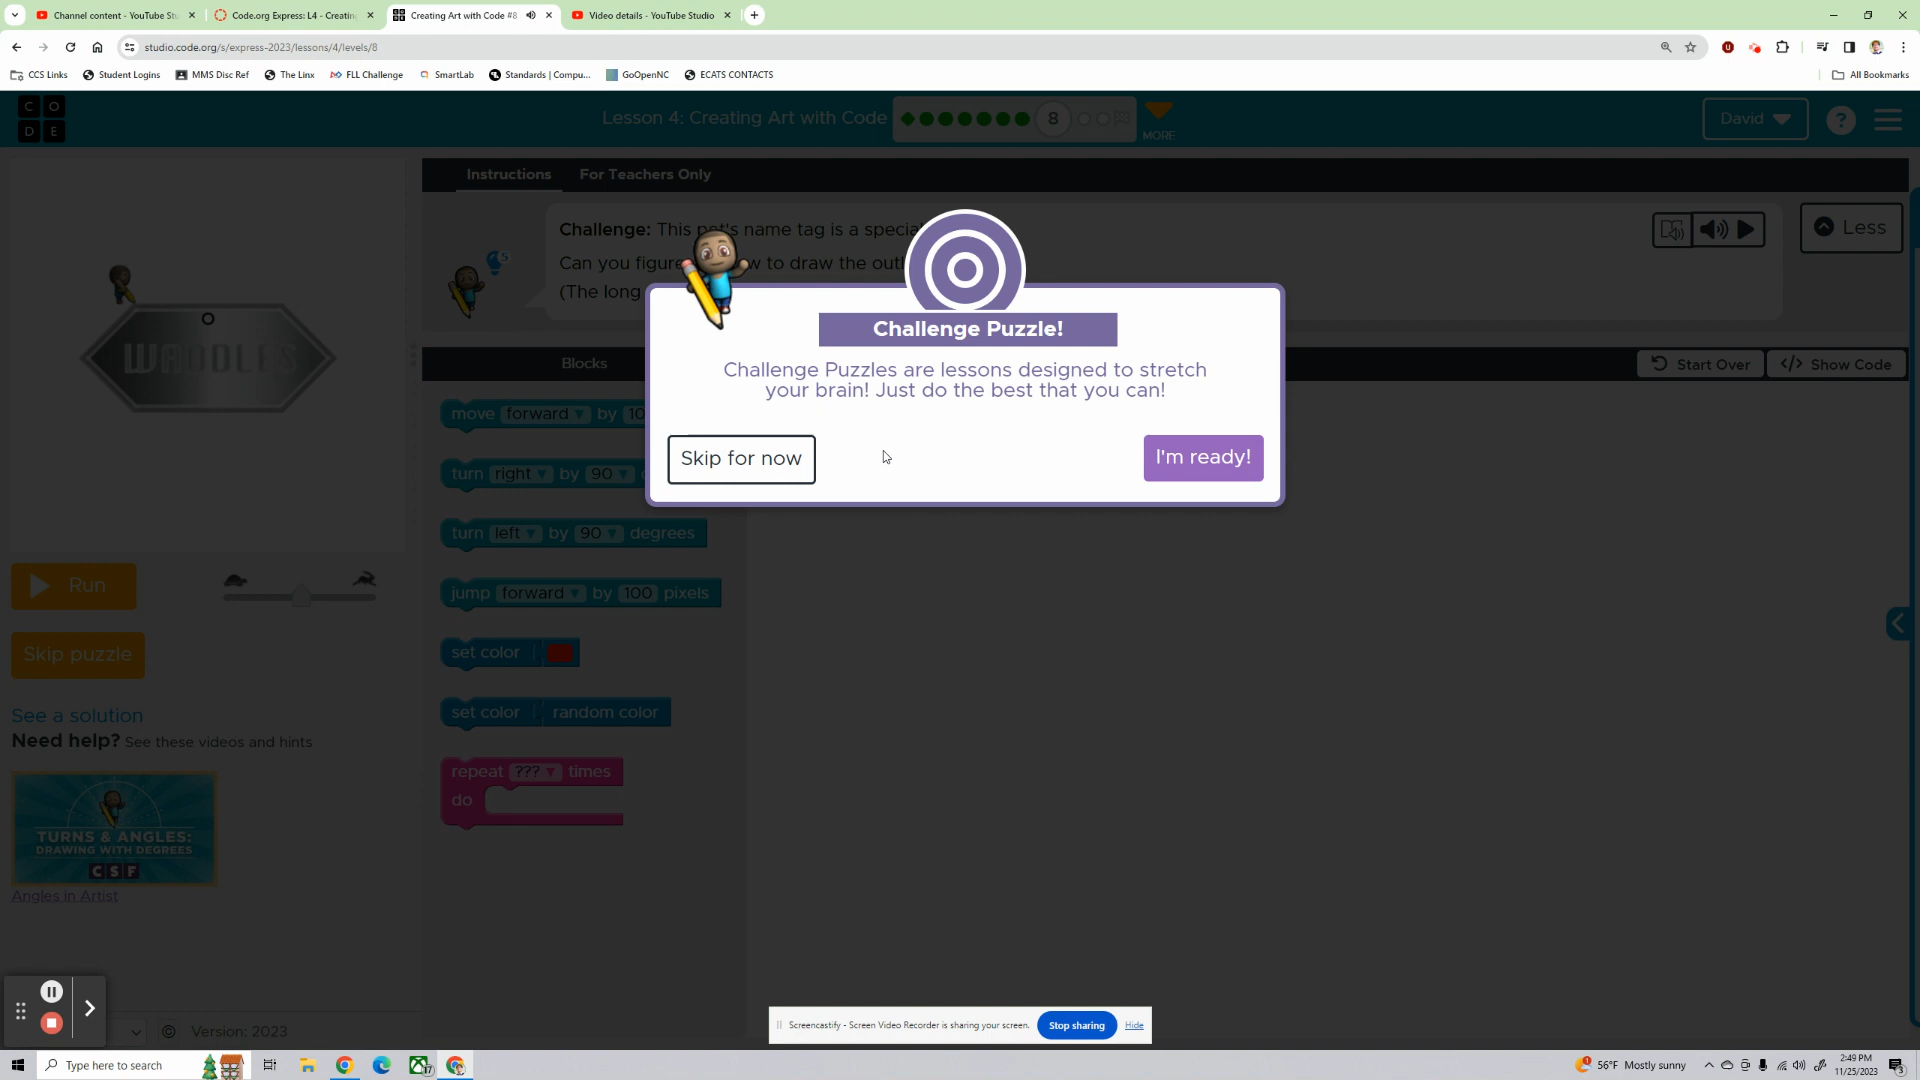 Channel content - YouTube Stu
Code.org Express: L4 - Creatin
Creating Art with Code #8
Video details - YouTube Studio
studio.code.org/s/express-2023/lessons/4/levels/8
CCS Links
Student Logins
MMS Disc Ref
The Linx
FLL Challenge
SmartLab
Standards | Compu...
GoOpenNC
ECATS CONTACTS
All Bookmarks
C O
D E
Lesson 4: Creating Art with Code
8
MORE
David
?
Instructions
For Teachers Only
Challenge: This pet's name tag is a specia
Can you figure
w to draw the outl
(The long
5
Less
WADDLES
Challenge Puzzle!
Challenge Puzzles are lessons designed to stretch
your brain! Just do the best that you can!
Skip for now
I'm ready!
Blocks
Start Over
</> Show Code
move forward by 10
turn right by 90
turn left by 90 degrees
jump forward by 100 pixels
set color
set color random color
repeat ??? times
do
Run
Skip puzzle
See a solution
Need help? See these videos and hints
TURNS & ANGLES:
DRAWING WITH DEGREES
C S F
Angles in Artist
Version: 2023
Screencastify - Screen Video Recorder is sharing your screen.
Stop sharing
Hide
Type here to search
17
1
56°F Mostly sunny
2:49 PM
11/25/2023
3